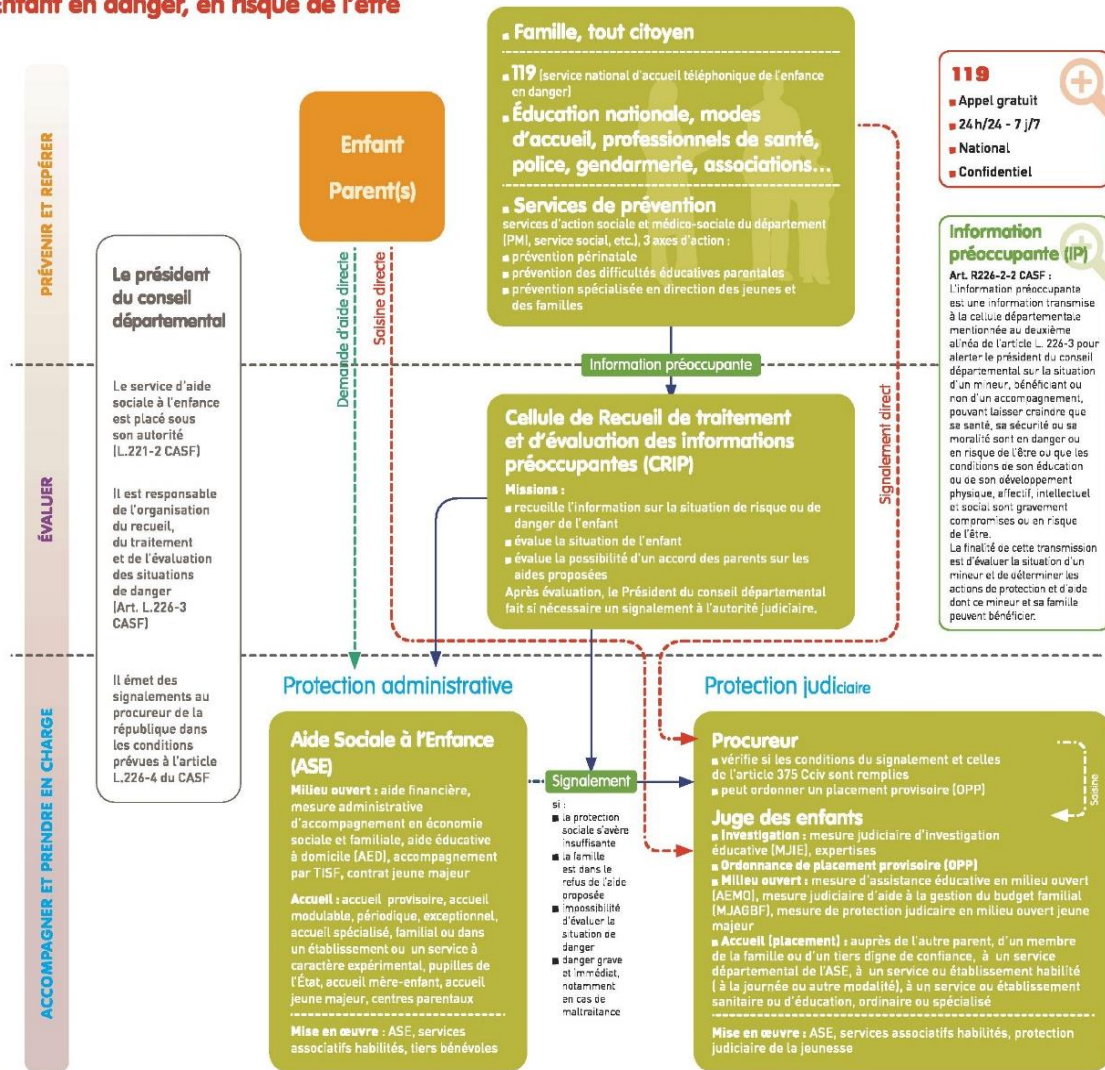 Enfant en danger, en risque de l'être
PRÉVENIR ET REPÉRER
ÉVALUER
ACCOMPAGNER ET PRENDRE EN CHARGE
Le président
du conseil
départemental
Le service d'aide
sociale à l'enfance
est placé sous
son autorité
(L.221-2 CASF)
Il est responsable
de l'organisation
du recueil,
du traitement
et de l'évaluation
des situations
de danger
(Art. L.226-3
CASF)
Il émet des
signalements au
procureur de la
république dans
les conditions
prévues à l'article
L.226-4 du CASF
Enfant
Parent(s)
Demande d'aide directe
Saisine directe
Famille, tout citoyen
119 (service national d'accueil téléphonique de l'enfance
en danger)
Éducation nationale, modes
d'accueil, professionnels de santé,
police, gendarmerie, associations...
Services de prévention
services d'action sociale et médico-sociale du département
(PMI, service social, etc.), 3 axes d'action :
prévention périnatale
prévention des difficultés éducatives parentales
prévention spécialisée en direction des jeunes et
des familles
Information préoccupante
Signalement direct
119
Appel gratuit
24h/24 - 7 j/7
National
Confidentiel
Information
préoccupante (IP)
Art. R226-2-2 CASF :
L'information préoccupante
est une information transmise
à la cellule départementale
mentionnée au deuxième
alinéa de l'article L. 226-3 pour
alerter le président du conseil
départemental sur la situation
d'un mineur, bénéficiant ou
non d'un accompagnement,
pouvant laisser craindre que
sa santé, sa sécurité ou sa
moralité sont en danger ou
en risque de l'être ou que les
conditions de son éducation
ou de son développement
physique, affectif, intellectuel
et social sont gravement
compromises ou en risque
de l'être.
La finalité de cette transmission
est d'évaluer la situation d'un
mineur et de déterminer les
actions de protection et d'aide
dont ce mineur et sa famille
peuvent bénéficier.
Cellule de Recueil de traitement
et d'évaluation des informations
préoccupantes (CRIP)
Missions :
recueille l'information sur la situation de risque ou de
danger de l'enfant
évalue la situation de l'enfant
évalue la possibilité d'un accord des parents sur les
aides proposées
Après évaluation, le Président du conseil départemental
fait si nécessaire un signalement à l'autorité judiciaire.
Protection administrative
Aide Sociale à l'Enfance
(ASE)
Milieu ouvert : aide financière,
mesure administrative
d'accompagnement en économie
sociale et familiale, aide éducative
à domicile (AED), accompagnement
par TISF, contrat jeune majeur
Accueil : accueil provisoire, accueil
modulable, périodique, exceptionnel,
accueil spécialisé, familial ou dans
un établissement ou un service à
caractère expérimental, pupilles de
l'État, accueil mère-enfant, accueil
jeune majeur, centres parentaux
Mise en œuvre : ASE, services
associatifs habilités, tiers bénévoles
Signalement
si :
la protection
sociale s'avère
insuffisante
la famille
est dans le
refus de l'aide
proposée
impossibilité
d'évaluer la
situation de
danger
danger grave
et immédiat,
notamment
en cas de
maltraitance
Protection judiciaire
Procureur
vérifie si les conditions du signalement et celles
de l'article 375 Cciv sont remplies
peut ordonner un placement provisoire (OPP)
Saisine
Juge des enfants
Investigation : mesure judiciaire d'investigation
éducative (MJIE), expertises
Ordonnance de placement provisoire (OPP)
Milieu ouvert : mesure d'assistance éducative en milieu ouvert
(AEMO), mesure judiciaire d'aide à la gestion du budget familial
(MJAGBF), mesure de protection judicaire en milieu ouvert jeune
majeur
Accueil (placement) : auprès de l'autre parent, d'un membre
de la famille ou d'un tiers digne de confiance, à un service
départemental de l'ASE, à un service ou établissement habilité
( à la journée ou autre modalité), à un service ou établissement
sanitaire ou d'éducation, ordinaire ou spécialisé
Mise en œuvre : ASE, services associatifs habilités, protection
judiciaire de la jeunesse